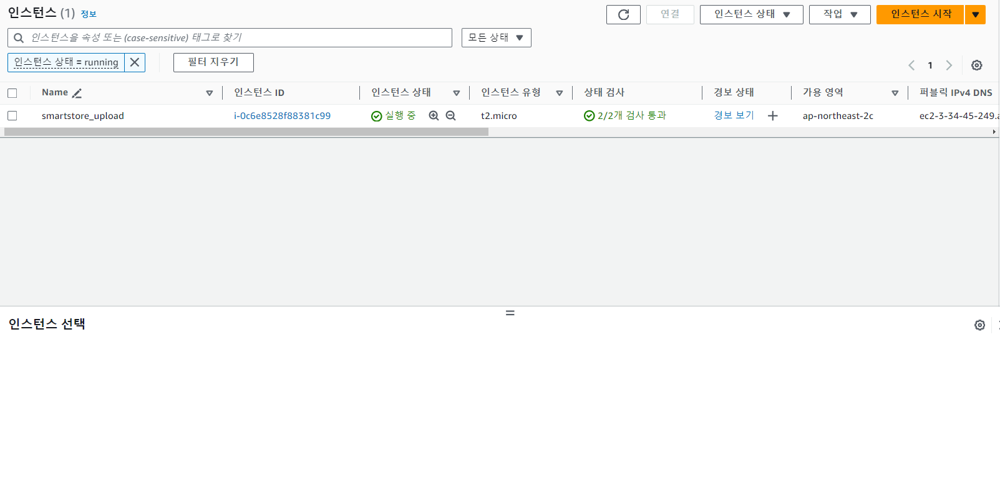 인스턴스 (1) 정보
연결 인스턴스 상태 작업 인스턴스 시작
인스턴스을 속성 또는 (case-sensitive) 태그로 찾기 모든 상태
인스턴스 상태 = running 필터 지우기
1
Name 인스턴스 ID 인스턴스 상태 인스턴스 유형 상태 검사 경보 상태 가용 영역 퍼블릭 IPv4 DNS
smartstore_upload i-0c6e8528f88381c99 실행 중 t2.micro 2/2개 검사 통과 경보 보기 ap-northeast-2c ec2-3-34-45-249.a
인스턴스 선택